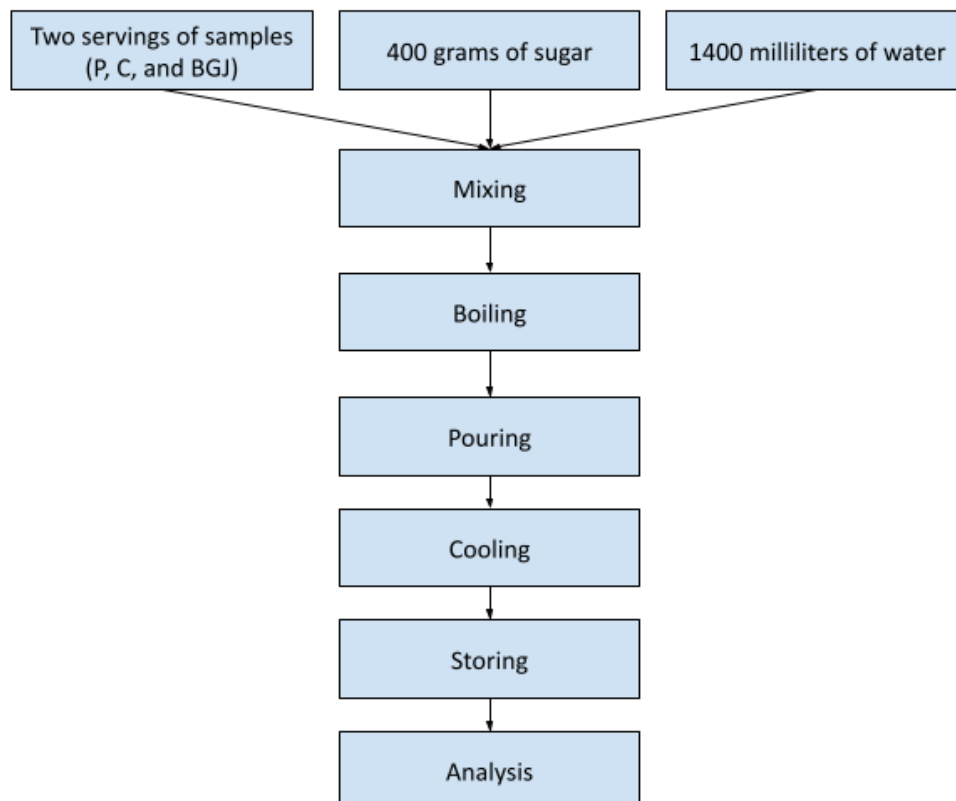 Two servings of samples
(P, C, and BGJ)
400 grams of sugar
1400 milliliters of water
Mixing
Boiling
Pouring
Cooling
Storing
Analysis